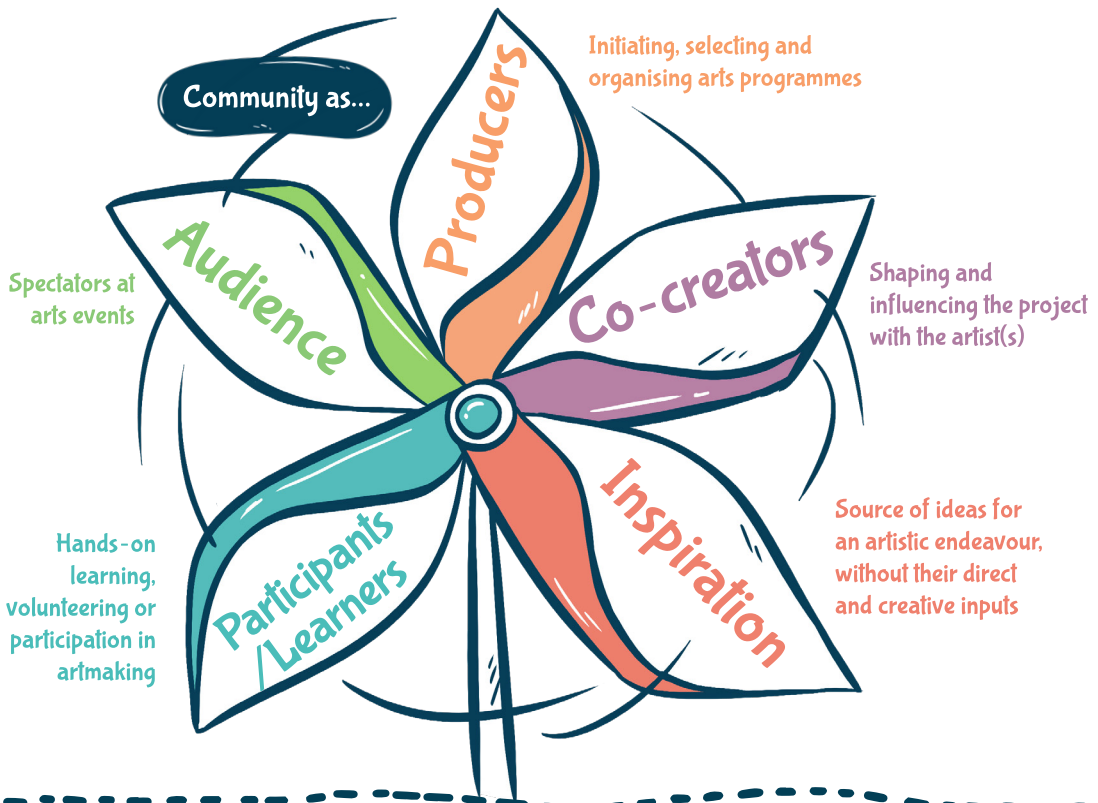 Community as...
Producers
Initiating, selecting and
organising arts programmes
Co-creators
Shaping and
influencing the project
with the artist(s)
Inspiration
Source of ideas for
an artistic endeavour,
without their direct
and creative inputs
Participants
/Learners
Hands-on
learning,
volunteering or
participation in
artmaking
Audience
Spectators at
arts events